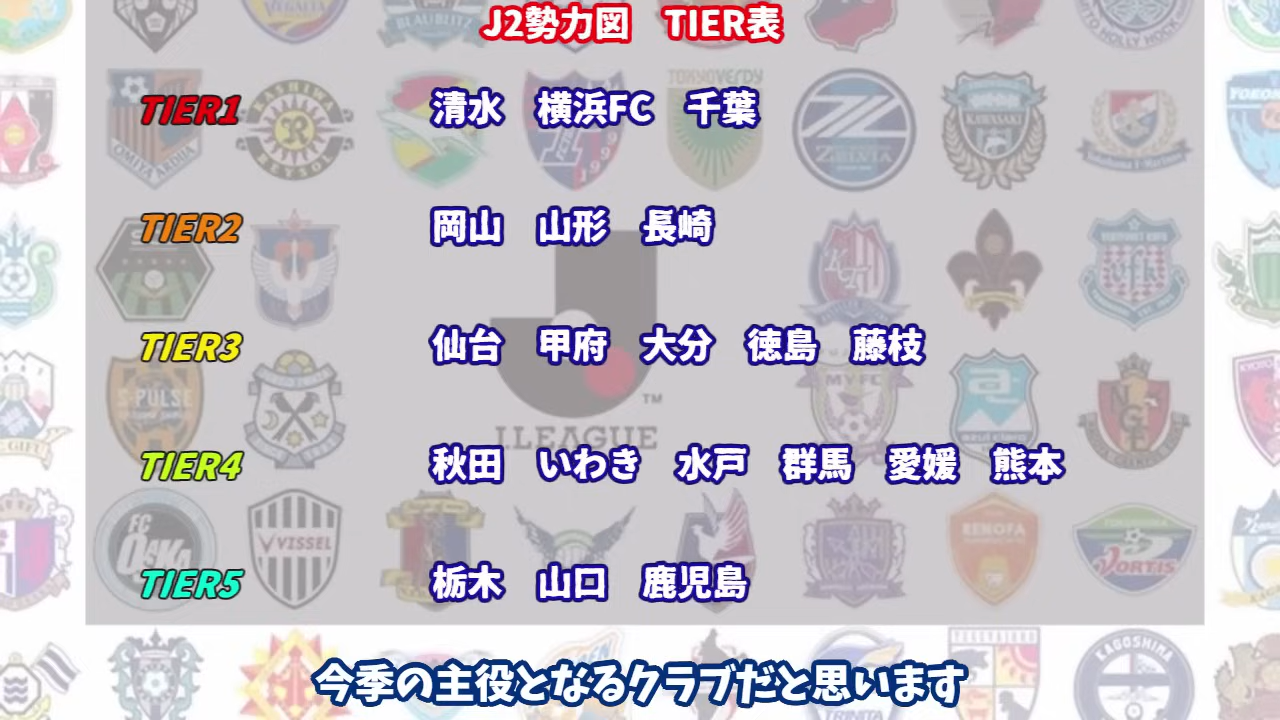 J2勢力図　TIER表
TIER1　清水　横浜FC　千葉
TIER2　岡山　山形　長崎
TIER3　仙台　甲府　大分　徳島　藤枝
TIER4　秋田　いわき　水戸　群馬　愛媛　熊本
TIER5　栃木　山口　鹿児島
J.LEAGUE TM
今季の主役となるクラブだと思います